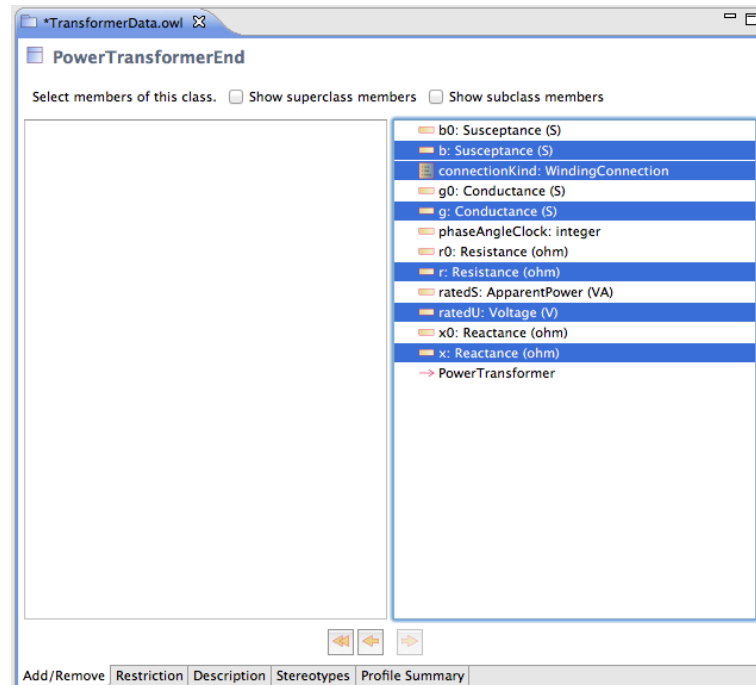 *TransformerData.owl
PowerTransformerEnd
Select members of this class. Show superclass members Show subclass members
b0: Susceptance (S)
b: Susceptance (S)
connectionKind: WindingConnection
g0: Conductance (S)
g: Conductance (S)
phaseAngleClock: integer
r0: Resistance (ohm)
r: Resistance (ohm)
ratedS: ApparentPower (VA)
ratedU: Voltage (V)
x0: Reactance (ohm)
x: Reactance (ohm)
PowerTransformer
Add/Remove Restriction Description Stereotypes Profile Summary